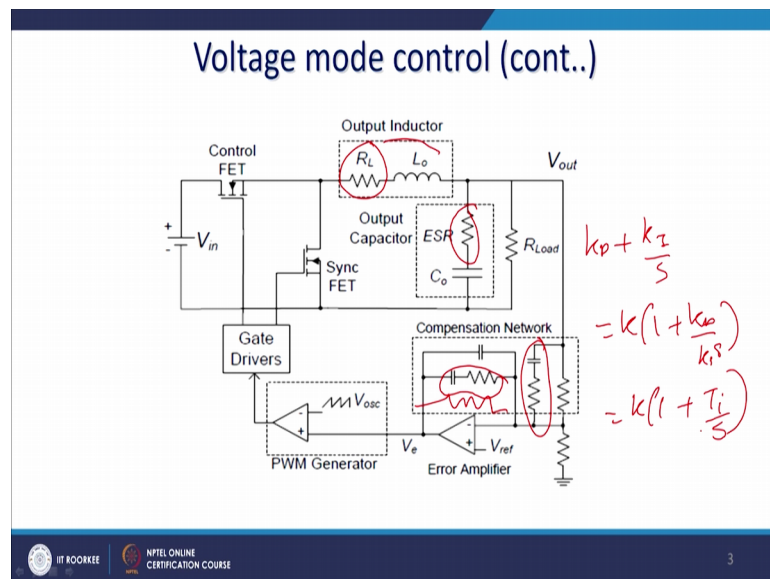 Voltage mode control (cont..)
Output Inductor
Control
FET
R_L
L_o
V_out
Output
Capacitor
ESR
V_in
Sync
FET
C_o
R_Load
k_p + k_I/s
= k(1 + k_p/k_i s)
= k(1 + T_i/s)
Gate
Drivers
Compensation Network
V_osc
V_e
V_ref
PWM Generator
Error Amplifier
IIT ROORKEE
NPTEL ONLINE
CERTIFICATION COURSE
3